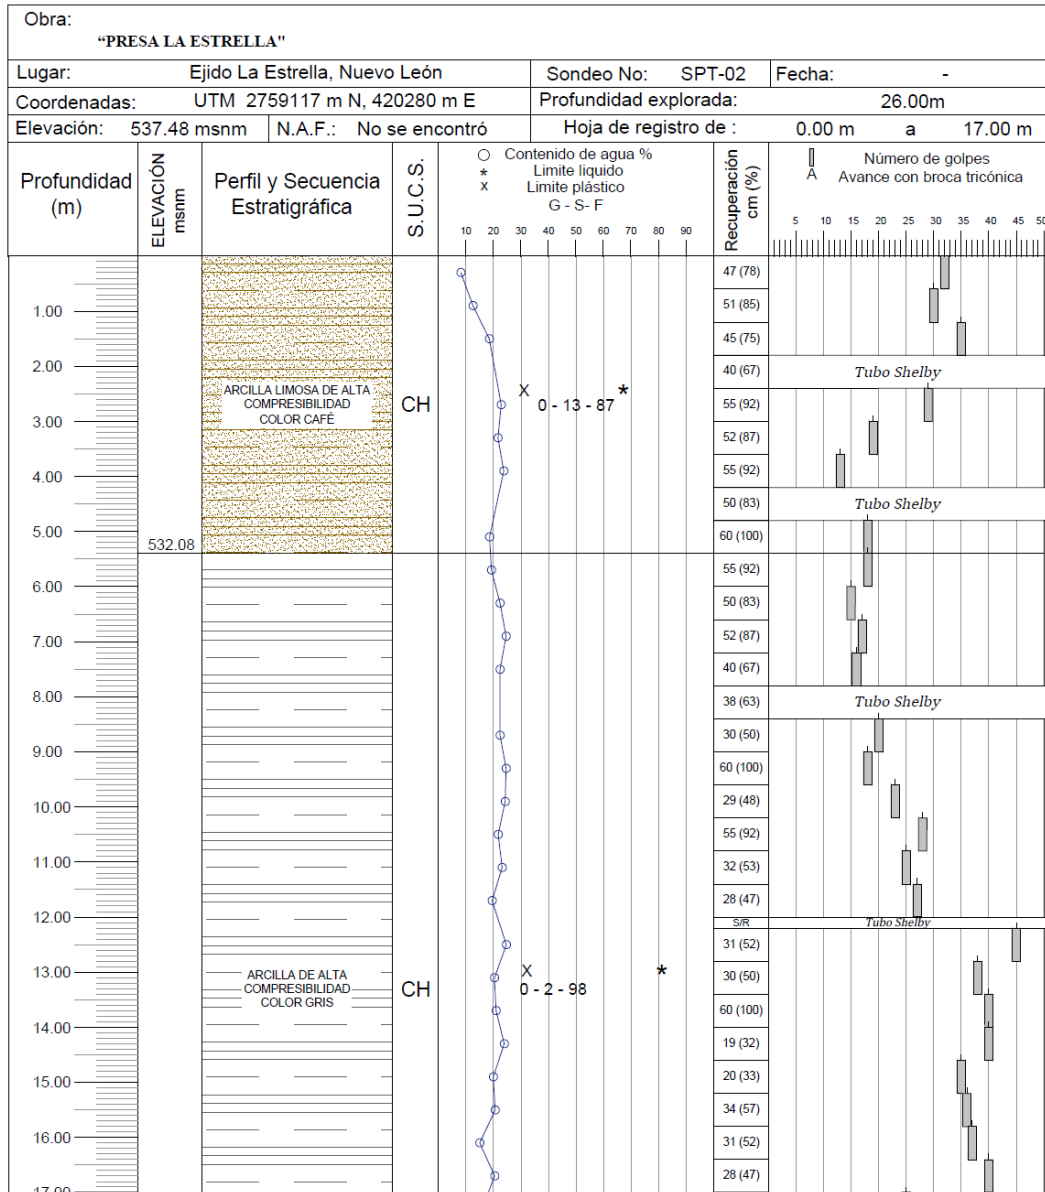 Obra:
“PRESA LA ESTRELLA"
Lugar: Ejido La Estrella, Nuevo León Sondeo No: SPT-02 Fecha: -
Coordenadas: UTM 2759117 m N, 420280 m E Profundidad explorada: 26.00m
Elevación: 537.48 msnm N.A.F.: No se encontró Hoja de registro de : 0.00 m a 17.00 m
Profundidad
(m)
ELEVACIÓN
msnm
Perfil y Secuencia
Estratigráfica
S.U.C.S.
Contenido de agua %
* Limite liquido
x Limite plástico
G - S- F
10 20 30 40 50 60 70 80 90
Recuperación
cm (%)
Número de golpes
A Avance con broca tricónica
5 10 15 20 25 30 35 50
47 (78)
51 (85)
1.00
45 (75)
2.00
40 (67) Tubo Shelby
ARCILLA LIMOSA DE ALTA
COMPRESIBILIDAD
COLOR CAFÉ
CH
X *
0 - 13 - 87
55 (92)
3.00
52 (87)
55 (92)
4.00
50 (83) Tubo Shelby
5.00
60 (100)
532.08
55 (92)
6.00
50 (83)
52 (87)
7.00
40 (67)
8.00
38 (63) Tubo Shelby
30 (50)
9.00
60 (100)
29 (48)
10.00
55 (92)
11.00
32 (53)
28 (47)
12.00
S/R Tubo Shelby
31 (52)
13.00
ARCILLA DE ALTA
COMPRESIBILIDAD
COLOR GRIS
CH
X *
0 - 2 - 98
30 (50)
60 (100)
14.00
19 (32)
15.00
20 (33)
34 (57)
16.00
31 (52)
28 (47)
17.00